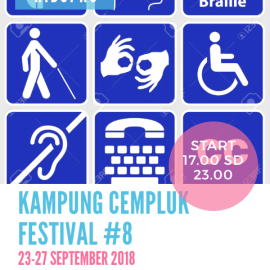 Braille
START
17.00 SD
23.00
KAMPUNG CEMPLUK
FESTIVAL #8
23-27 SEPTEMBER 2018